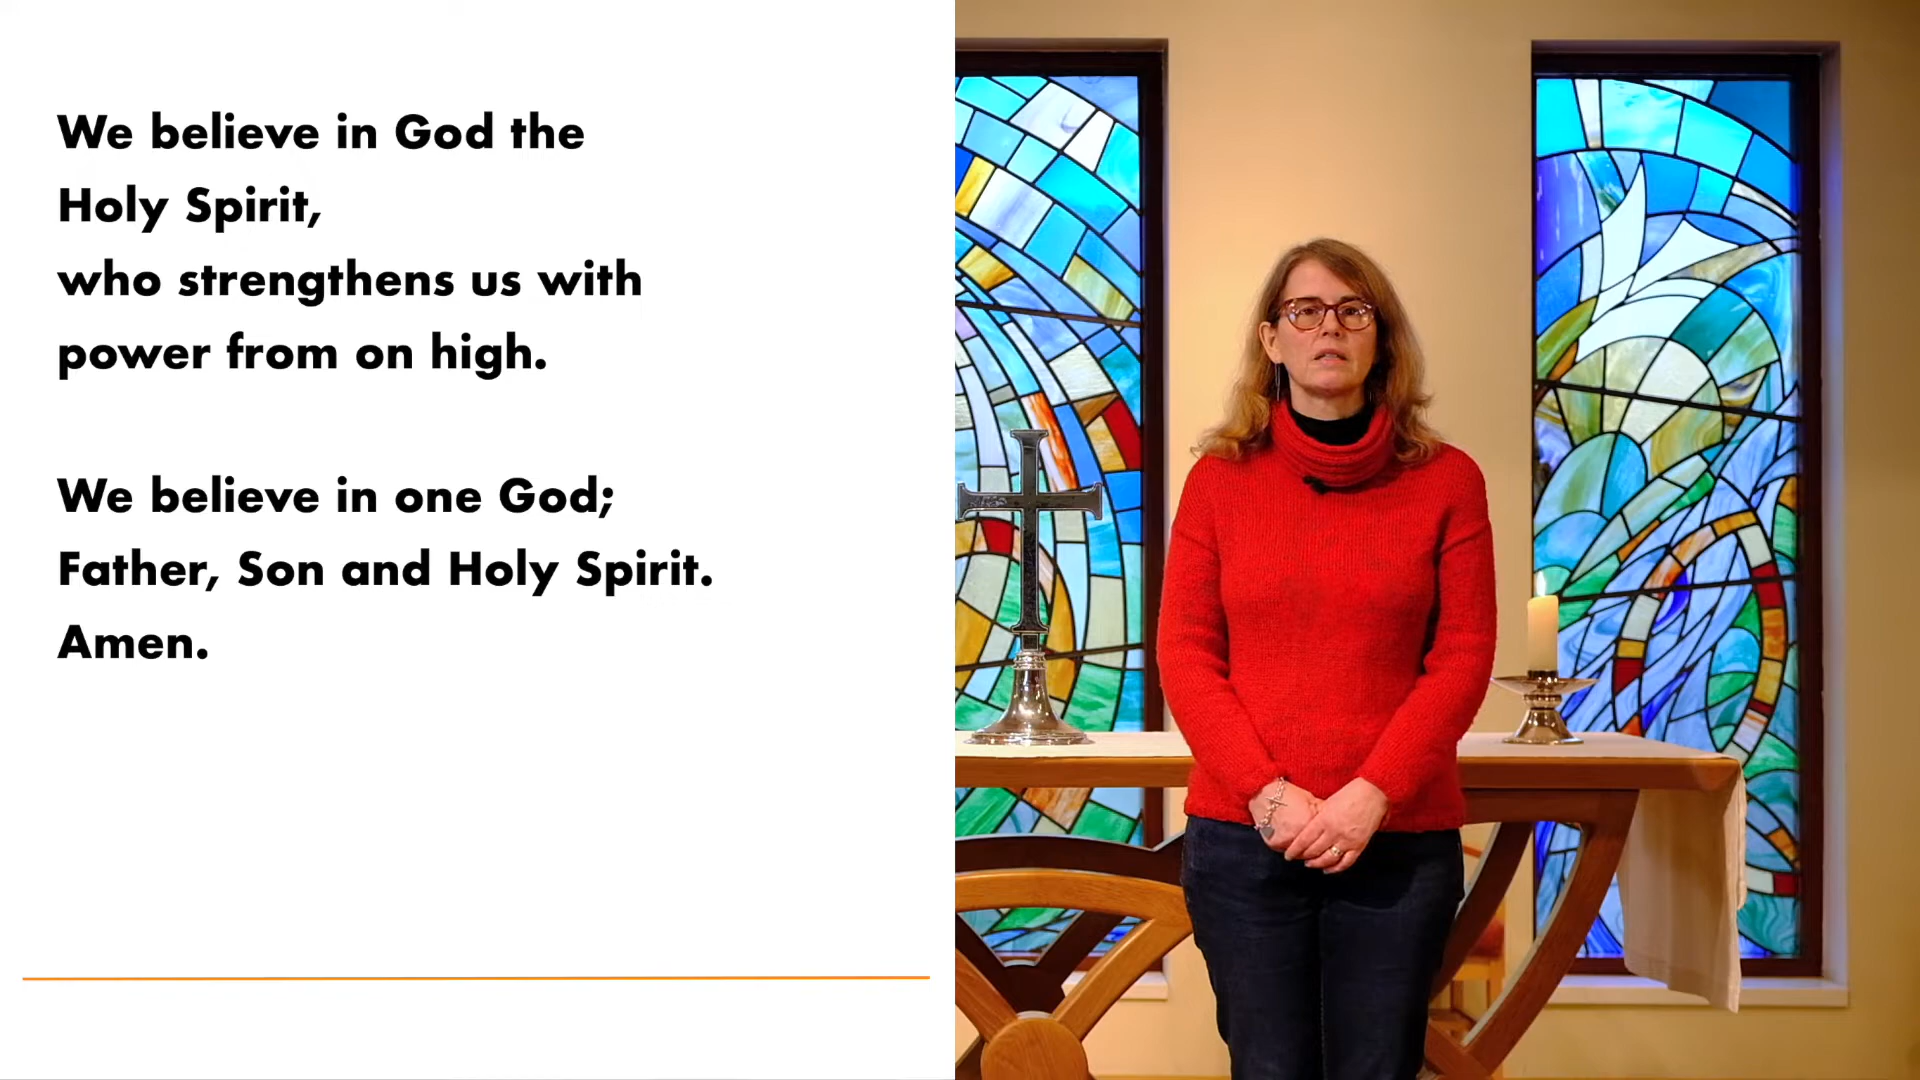 We believe in God the
Holy Spirit,
who strengthens us with
power from on high.
We believe in one God;
Father, Son and Holy Spirit.
Amen.